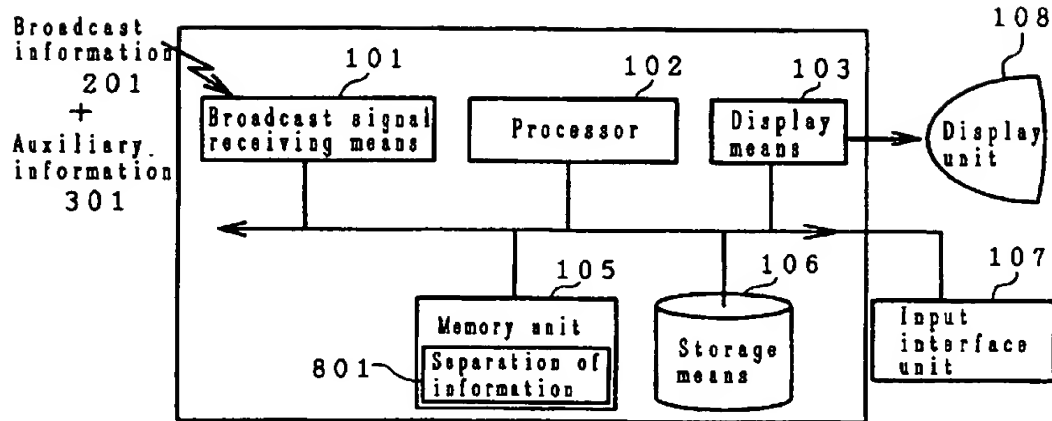 Broadcast
information
201
+
Auxiliary.
information
301
101
Broadcast signal
receiving means
102
Processor
103
Display
means
108
Display
unit
105
Memory unit
801
Separation of
information
106
Storage
means
107
Input
interface
unit